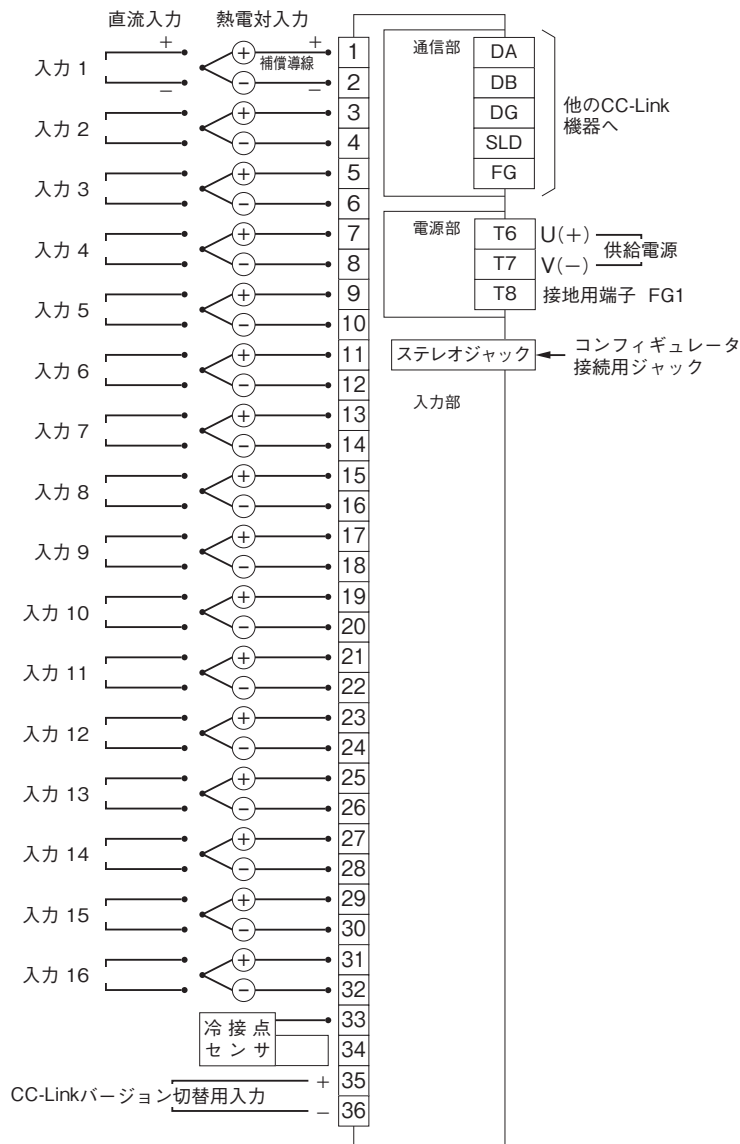 直流入力 熱電対入力
入力 1 + − + − + 補償導線 − 1
2
入力 2 + − 3
4
入力 3 + − 5
6
入力 4 + − 7
8
入力 5 + − 9
10
入力 6 + − 11
12
入力 7 + − 13
14
入力 8 + − 15
16
入力 9 + − 17
18
入力 10 + − 19
20
入力 11 + − 21
22
入力 12 + − 23
24
入力 13 + − 25
26
入力 14 + − 27
28
入力 15 + − 29
30
入力 16 + − 31
32
冷接点
センサ
33
34
CC-Linkバージョン切替用入力
+ 35
− 36
通信部
DA
DB
DG
SLD
FG
他のCC-Link
機器へ
電源部
T6 U(+)
T7 V(−)
供給電源
T8 接地用端子 FG1
ステレオジャック
コンフィギュレータ
接続用ジャック
入力部